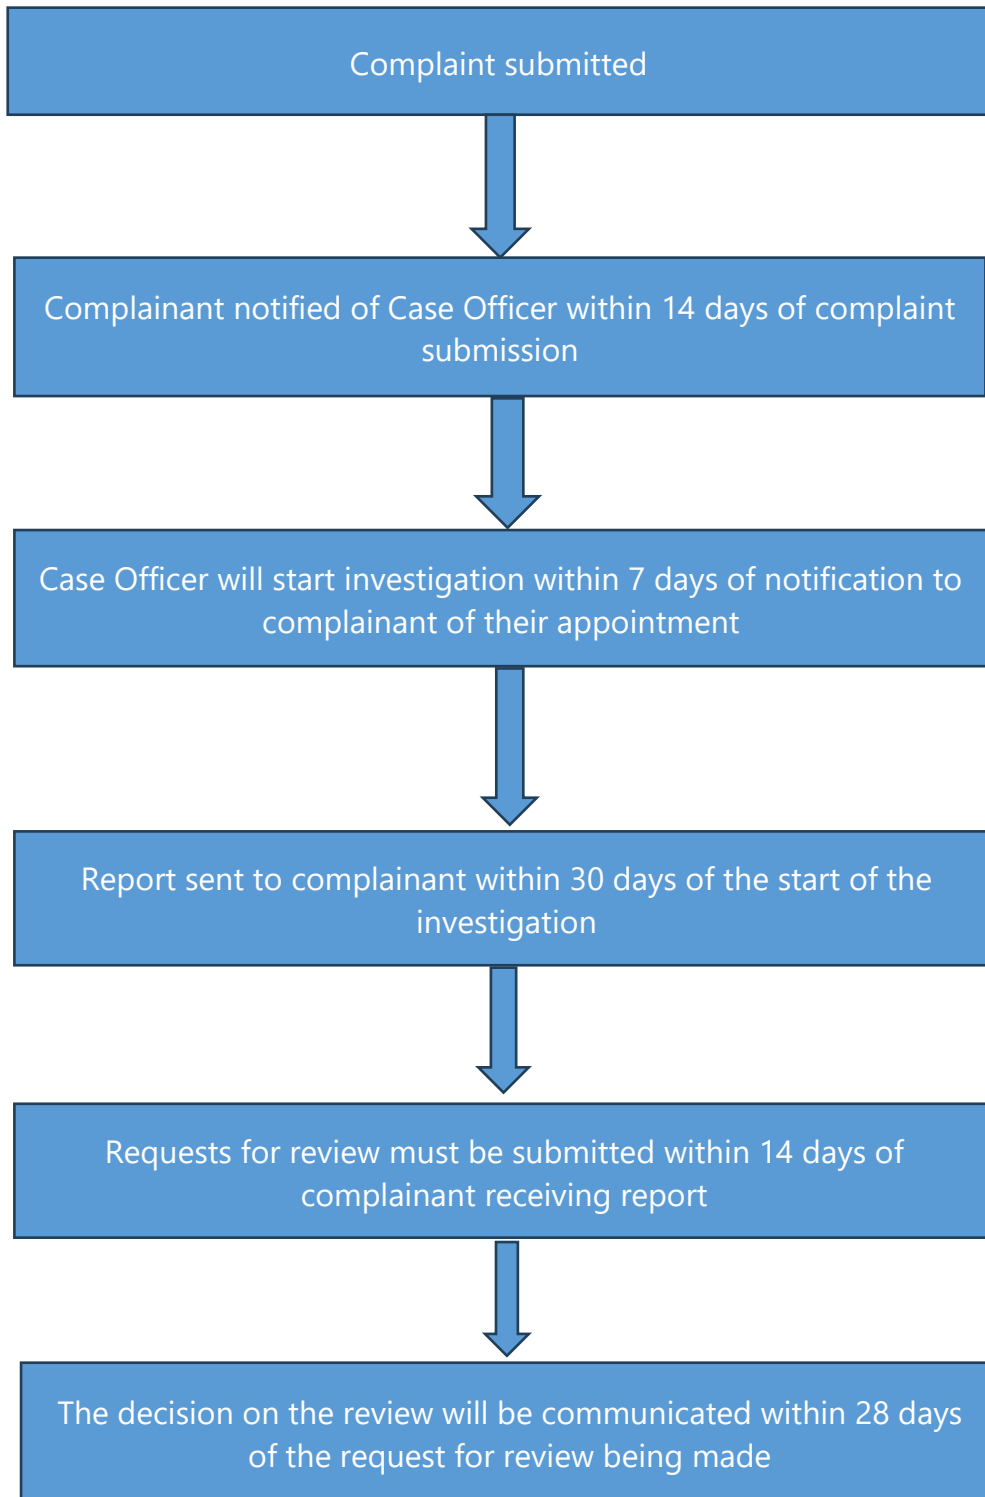 Complaint submitted
Complainant notified of Case Officer within 14 days of complaint
submission
Case Officer will start investigation within 7 days of notification to
complainant of their appointment
Report sent to complainant within 30 days of the start of the
investigation
Requests for review must be submitted within 14 days of
complainant receiving report
The decision on the review will be communicated within 28 days
of the request for review being made